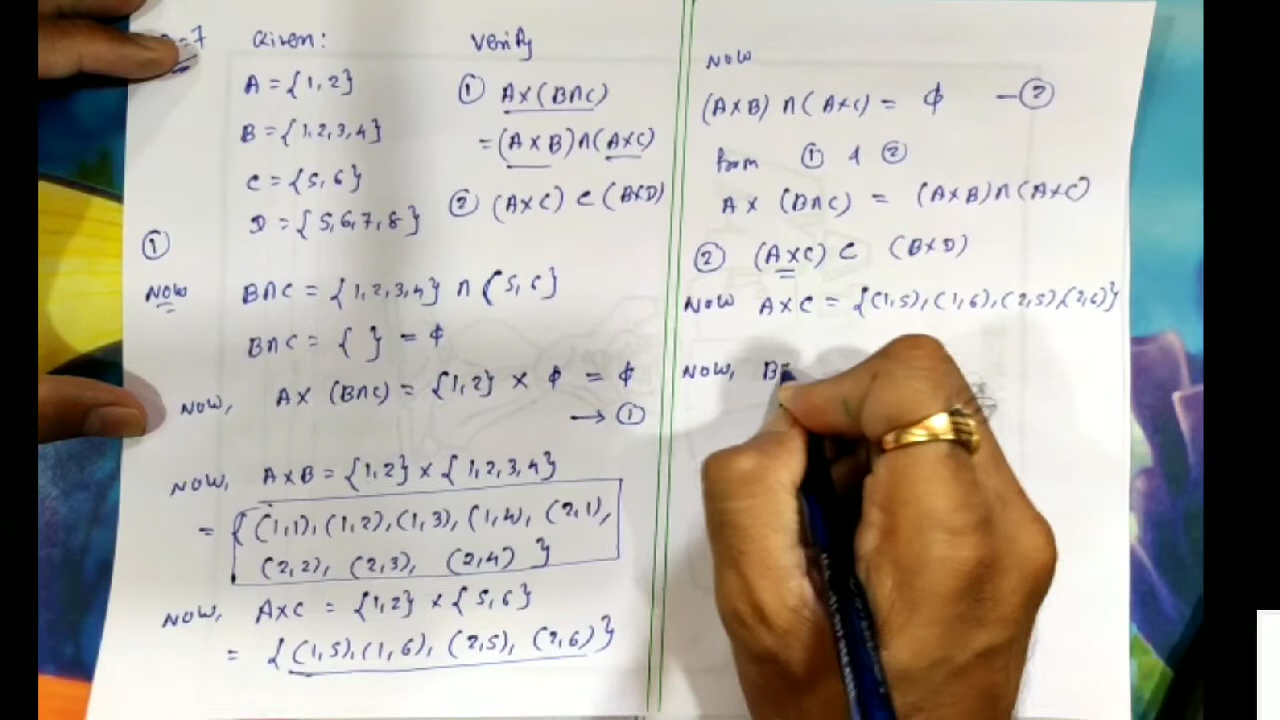 -7 Given: Verify
A = {1,2}
B = {1,2,3,4}
C = {5,6}
D = {5,6,7,8}
① A×(B∩C)
= (A×B)∩(A×C)
② (A×C) ⊂ (B×D)
①
Now B∩C = {1,2,3,4} ∩ {5,6}
B∩C = { } = ϕ
Now, A× (B∩C) = {1,2} × ϕ = ϕ
→ ①
Now, A×B = {1,2} × {1,2,3,4}
= {(1,1), (1,2), (1,3), (1,4), (2,1),
(2,2), (2,3), (2,4) }
Now, A×C = {1,2} × {5,6}
= {(1,5), (1,6), (2,5), (2,6)}
Now
(A×B) ∩ (A×C) = ϕ —②
from ① & ②
A× (B∩C) = (A×B)∩(A×C)
② (A×C) ⊂ (B×D)
Now A×C = {(1,5), (1,6), (2,5), (2,6)}
Now, B